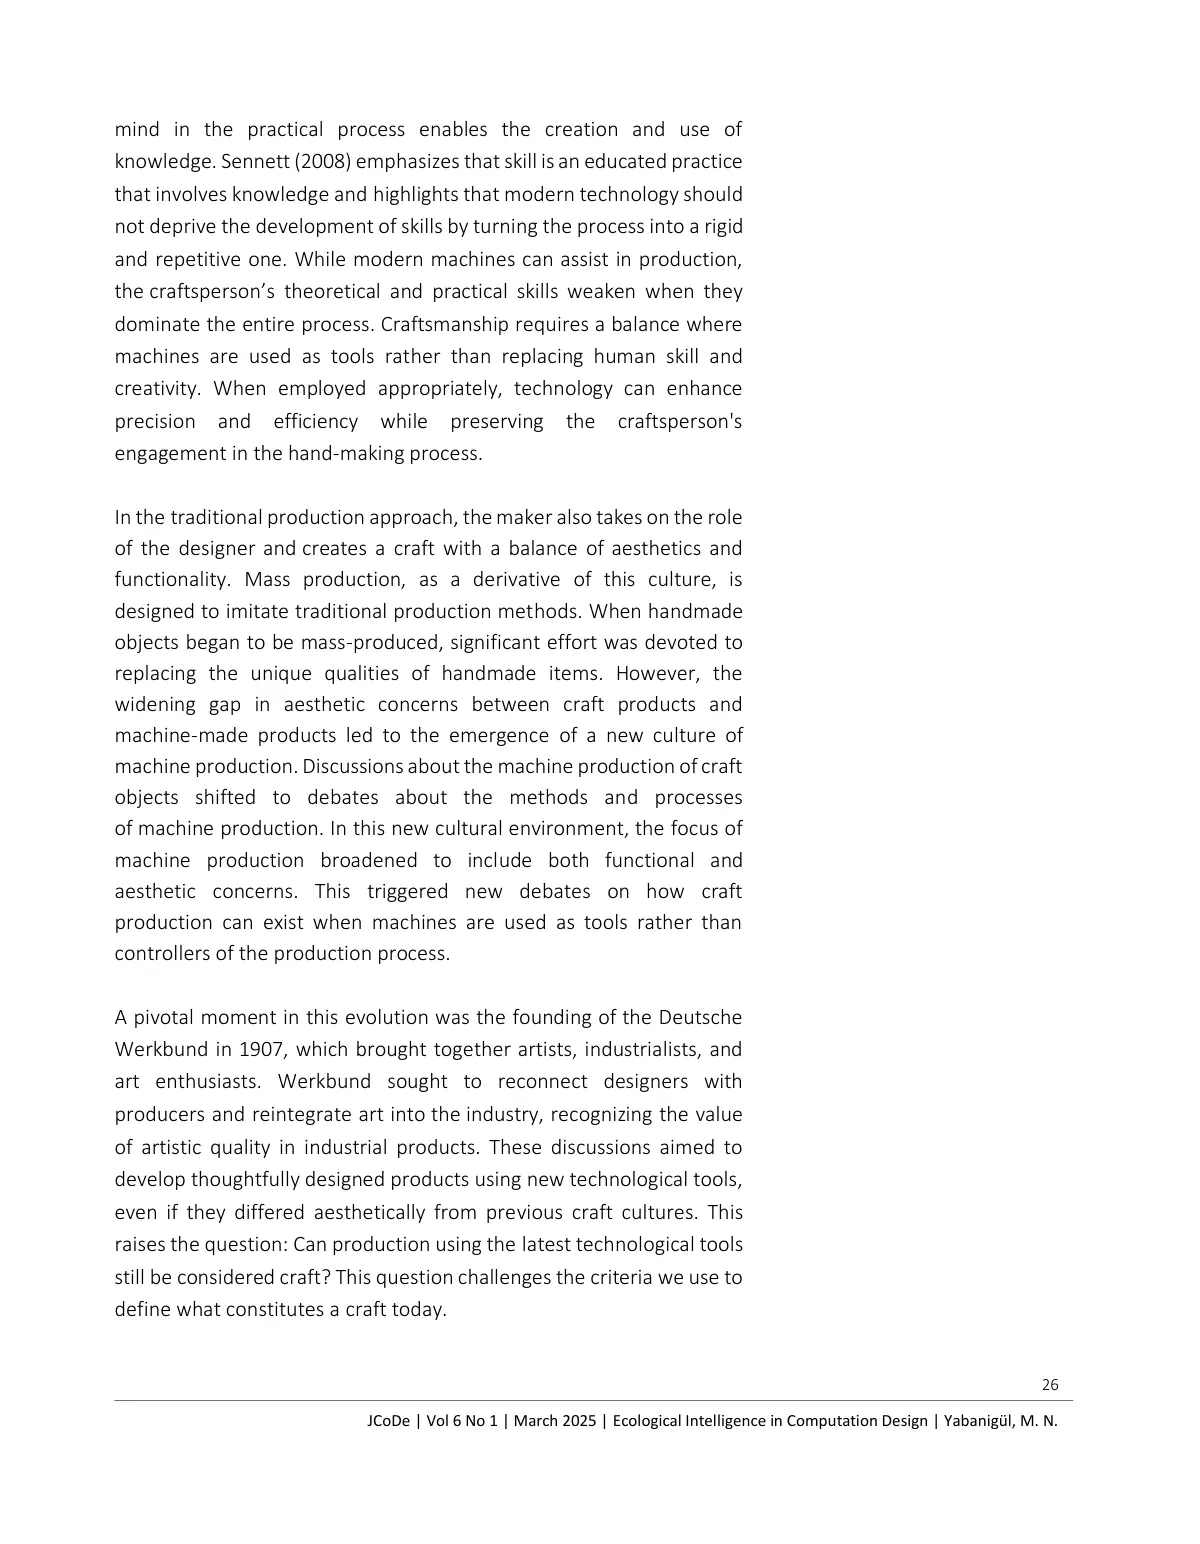 mind in the practical process enables the creation and use of
knowledge. Sennett (2008) emphasizes that skill is an educated practice
that involves knowledge and highlights that modern technology should
not deprive the development of skills by turning the process into a rigid
and repetitive one. While modern machines can assist in production,
the craftsperson’s theoretical and practical skills weaken when they
dominate the entire process. Craftsmanship requires a balance where
machines are used as tools rather than replacing human skill and
creativity. When employed appropriately, technology can enhance
precision and efficiency while preserving the craftsperson's
engagement in the hand-making process.
In the traditional production approach, the maker also takes on the role
of the designer and creates a craft with a balance of aesthetics and
functionality. Mass production, as a derivative of this culture, is
designed to imitate traditional production methods. When handmade
objects began to be mass-produced, significant effort was devoted to
replacing the unique qualities of handmade items. However, the
widening gap in aesthetic concerns between craft products and
machine-made products led to the emergence of a new culture of
machine production. Discussions about the machine production of craft
objects shifted to debates about the methods and processes
of machine production. In this new cultural environment, the focus of
machine production broadened to include both functional and
aesthetic concerns. This triggered new debates on how craft
production can exist when machines are used as tools rather than
controllers of the production process.
A pivotal moment in this evolution was the founding of the Deutsche
Werkbund in 1907, which brought together artists, industrialists, and
art enthusiasts. Werkbund sought to reconnect designers with
producers and reintegrate art into the industry, recognizing the value
of artistic quality in industrial products. These discussions aimed to
develop thoughtfully designed products using new technological tools,
even if they differed aesthetically from previous craft cultures. This
raises the question: Can production using the latest technological tools
still be considered craft? This question challenges the criteria we use to
define what constitutes a craft today.
26
JCoDe | Vol 6 No 1 | March 2025 | Ecological Intelligence in Computation Design | Yabanigül, M. N.